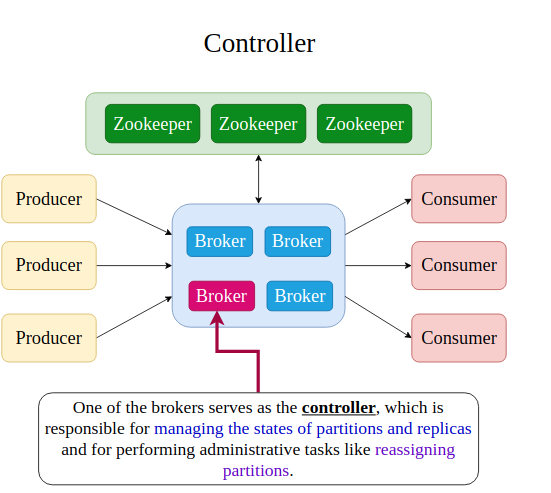 Controller
Zookeeper Zookeeper Zookeeper
Producer
Consumer
Broker Broker
Producer
Consumer
Broker Broker
Producer
Consumer
One of the brokers serves as the controller, which is
responsible for managing the states of partitions and replicas
and for performing administrative tasks like reassigning
partitions.